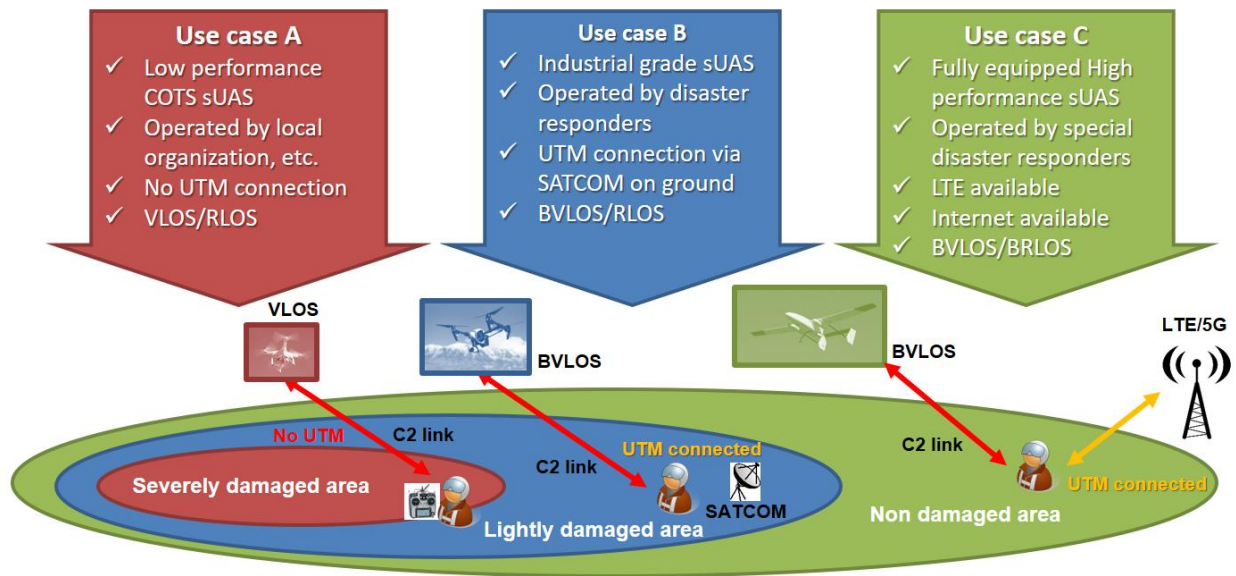 Use case A
✓ Low performance
COTS sUAS
✓ Operated by local
organization, etc.
✓ No UTM connection
✓ VLOS/RLOS
Use case B
✓ Industrial grade sUAS
✓ Operated by disaster
responders
✓ UTM connection via
SATCOM on ground
✓ BVLOS/RLOS
Use case C
✓ Fully equipped High
performance sUAS
✓ Operated by special
disaster responders
✓ LTE available
✓ Internet available
✓ BVLOS/BRLOS
VLOS
BVLOS
BVLOS
LTE/5G
No UTM
C2 link
UTM connected
C2 link
C2 link
Severely damaged area
SATCOM
UTM connected
Lightly damaged area
Non damaged area